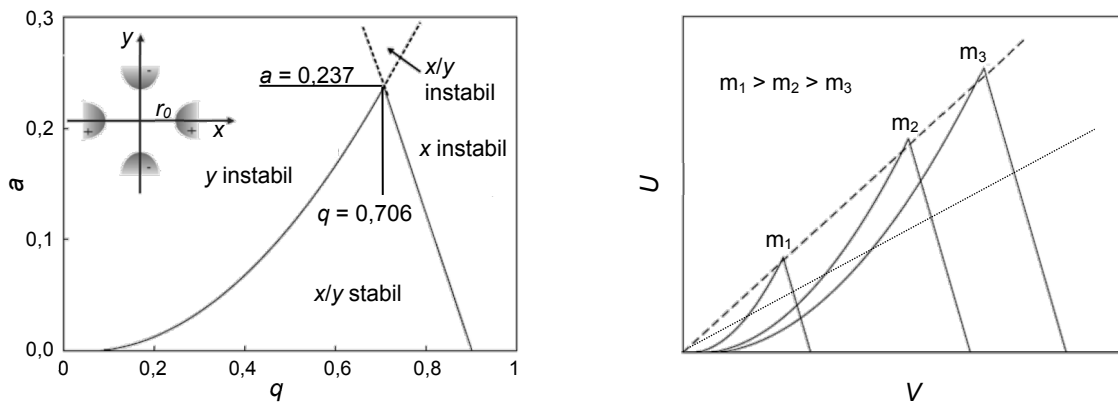 0,3
0,2
0,1
0,0
a
0
0,2
0,4
0,6
0,8
1
q
y
-
r0
x
+
+
-
a = 0,237
x/y
instabil
x instabil
y instabil
q = 0,706
x/y stabil
m1 > m2 > m3
m3
m2
m1
U
V